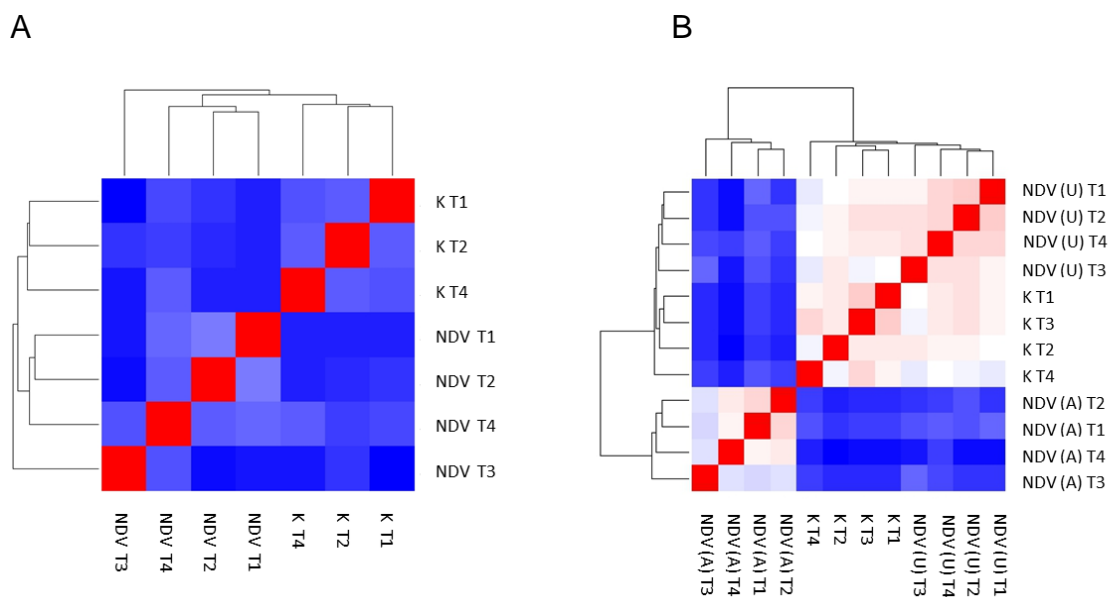 A
B
K T1
K T2
K T4
NDV T1
NDV T2
NDV T4
NDV T3
NDV T3
NDV T4
NDV T2
NDV T1
K T4
K T2
K T1
NDV (U) T1
NDV (U) T2
NDV (U) T4
NDV (U) T3
K T1
K T3
K T2
K T4
NDV (A) T2
NDV (A) T1
NDV (A) T4
NDV (A) T3
NDV (A) T3
NDV (A) T4
NDV (A) T1
NDV (A) T2
K T4
K T2
K T3
K T1
NDV (U) T3
NDV (U) T4
NDV (U) T2
NDV (U) T1